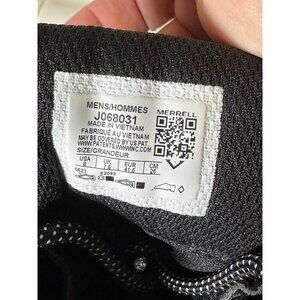 MENS/HOMMES
MERRELL
J068031
MADE IN VIETNAM
FABRIQUÉ AU VIETNAM
MAY BE COVERED BY US PAT.
WWW.PATENTS.WWWINC.COM
SIZE/GRANDEUR
USA UK EUR CM
8 7.5 41.5 26
0623